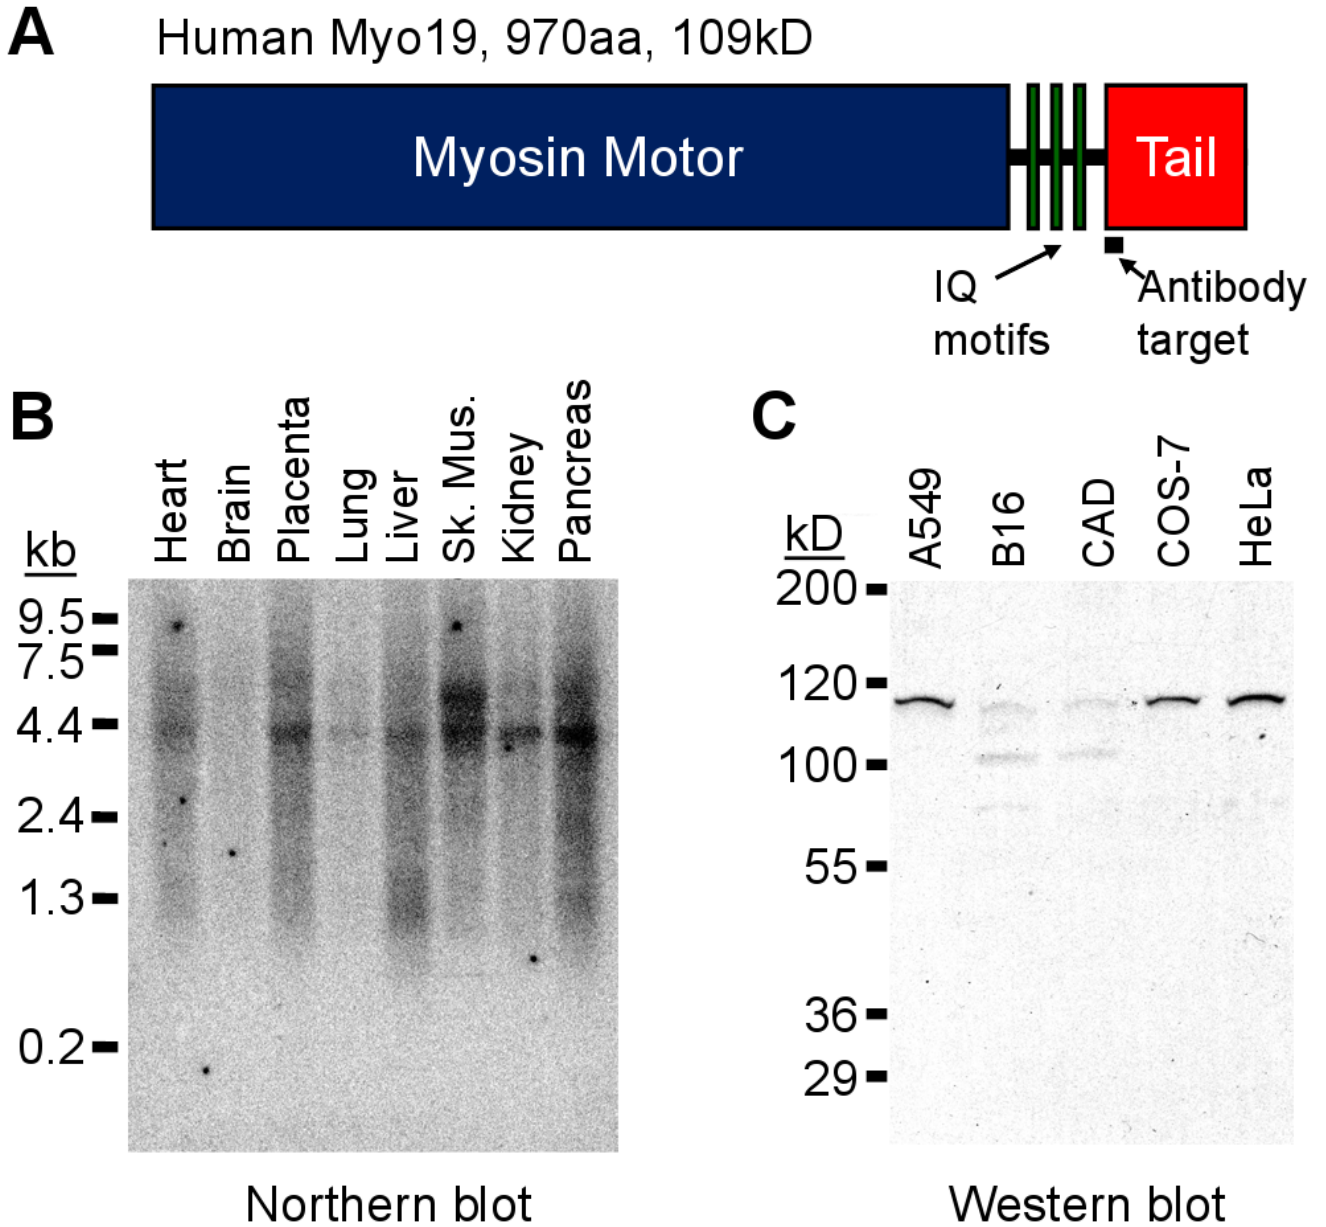 A
Human Myo19, 970aa, 109kD
Myosin Motor
Tail
IQ
motifs
Antibody
target
B
Heart
Brain
Placenta
Lung
Liver
Sk. Mus.
Kidney
Pancreas
kb
9.5
7.5
4.4
2.4
1.3
0.2
Northern blot
C
A549
B16
CAD
COS-7
HeLa
kD
200
120
100
55
36
29
Western blot